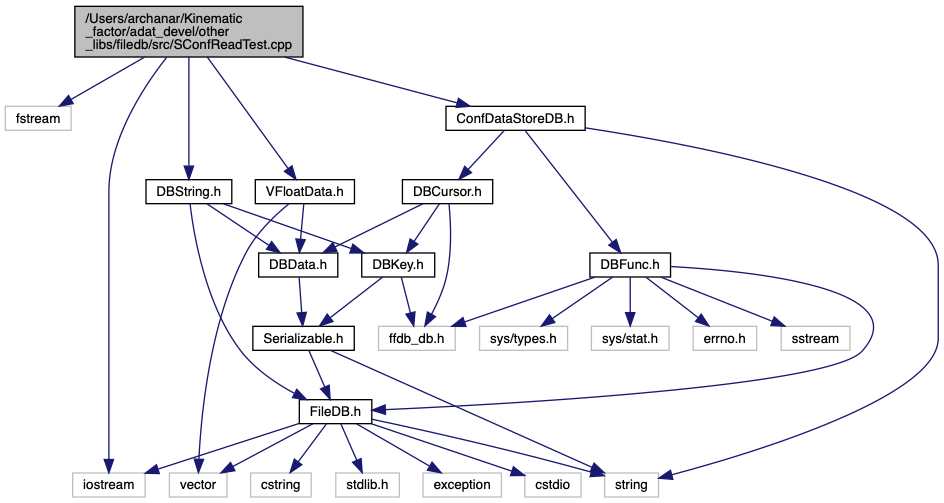 /Users/archanar/Kinematic
_factor/adat_devel/other
_libs/filedb/src/SConfReadTest.cpp
fstream
ConfDataStoreDB.h
DBString.h
VFloatData.h
DBCursor.h
DBData.h
DBKey.h
DBFunc.h
Serializable.h
ffdb_db.h
sys/types.h
sys/stat.h
errno.h
sstream
FileDB.h
iostream
vector
cstring
stdlib.h
exception
cstdio
string